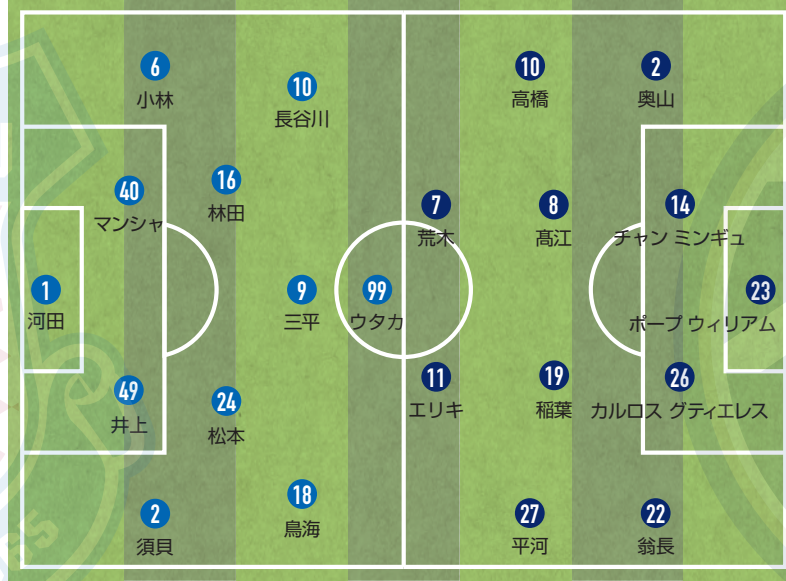 6
小林
10
長谷川
40
マンシャ
16
林田
1
河田
9
三平
99
ウタカ
49
井上
24
松本
2
須貝
18
鳥海
10
高橋
2
奥山
7
荒木
8
髙江
14
チャン ミンギュ
23
ポープ ウィリアム
11
エリキ
19
稲葉
26
カルロス グティエレス
27
平河
22
翁長